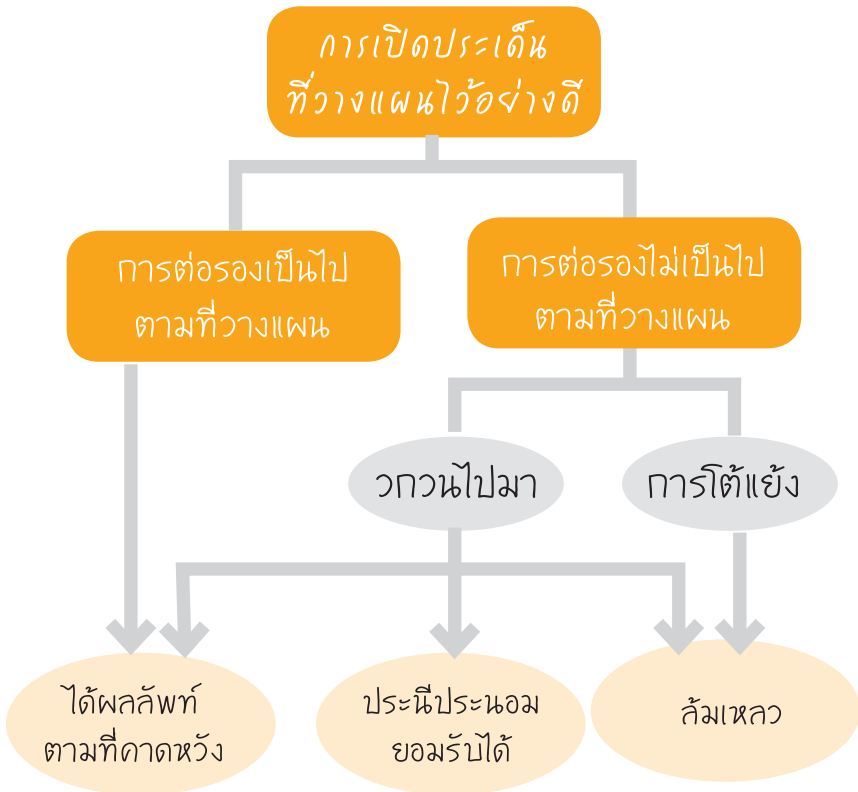 การเปิดประเด็น
ที่วางแผนไว้อย่างดี
การต่อรองเป็นไป
ตามที่วางแผน
การต่อรองไม่เป็นไป
ตามที่วางแผน
วกวนไปมา
การโต้แย้ง
ได้ผลลัพท์
ตามที่คาดหวัง
ประนีประนอม
ยอมรับได้
ล้มเหลว